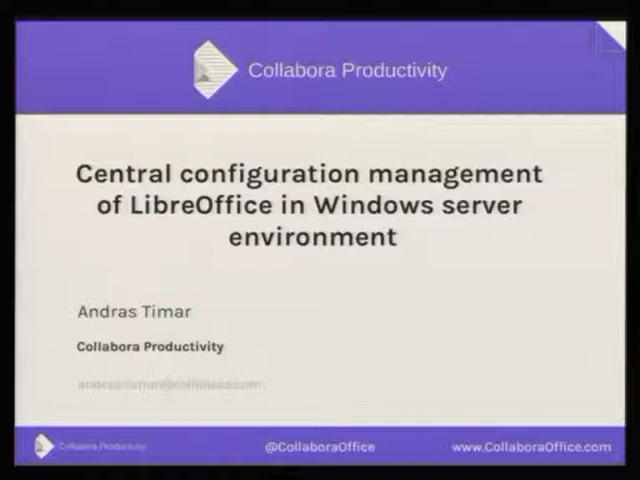 Collabora Productivity
Central configuration management
of LibreOffice in Windows server
environment
Andras Timar
Collabora Productivity
Collabora Productivity
@CollaboraOffice
www.CollaboraOffice.com